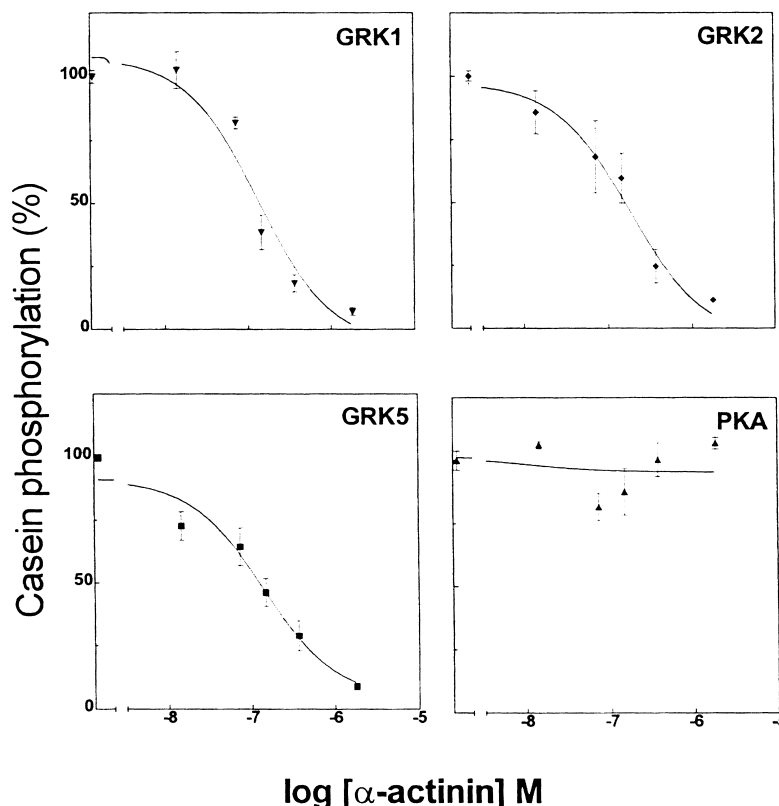 GRK1
GRK2
100
50
0
Casein phosphorylation (%)
GRK5
PKA
100
50
0
-8 -7 -6 -5
-8 -7 -6
log [α-actinin] M